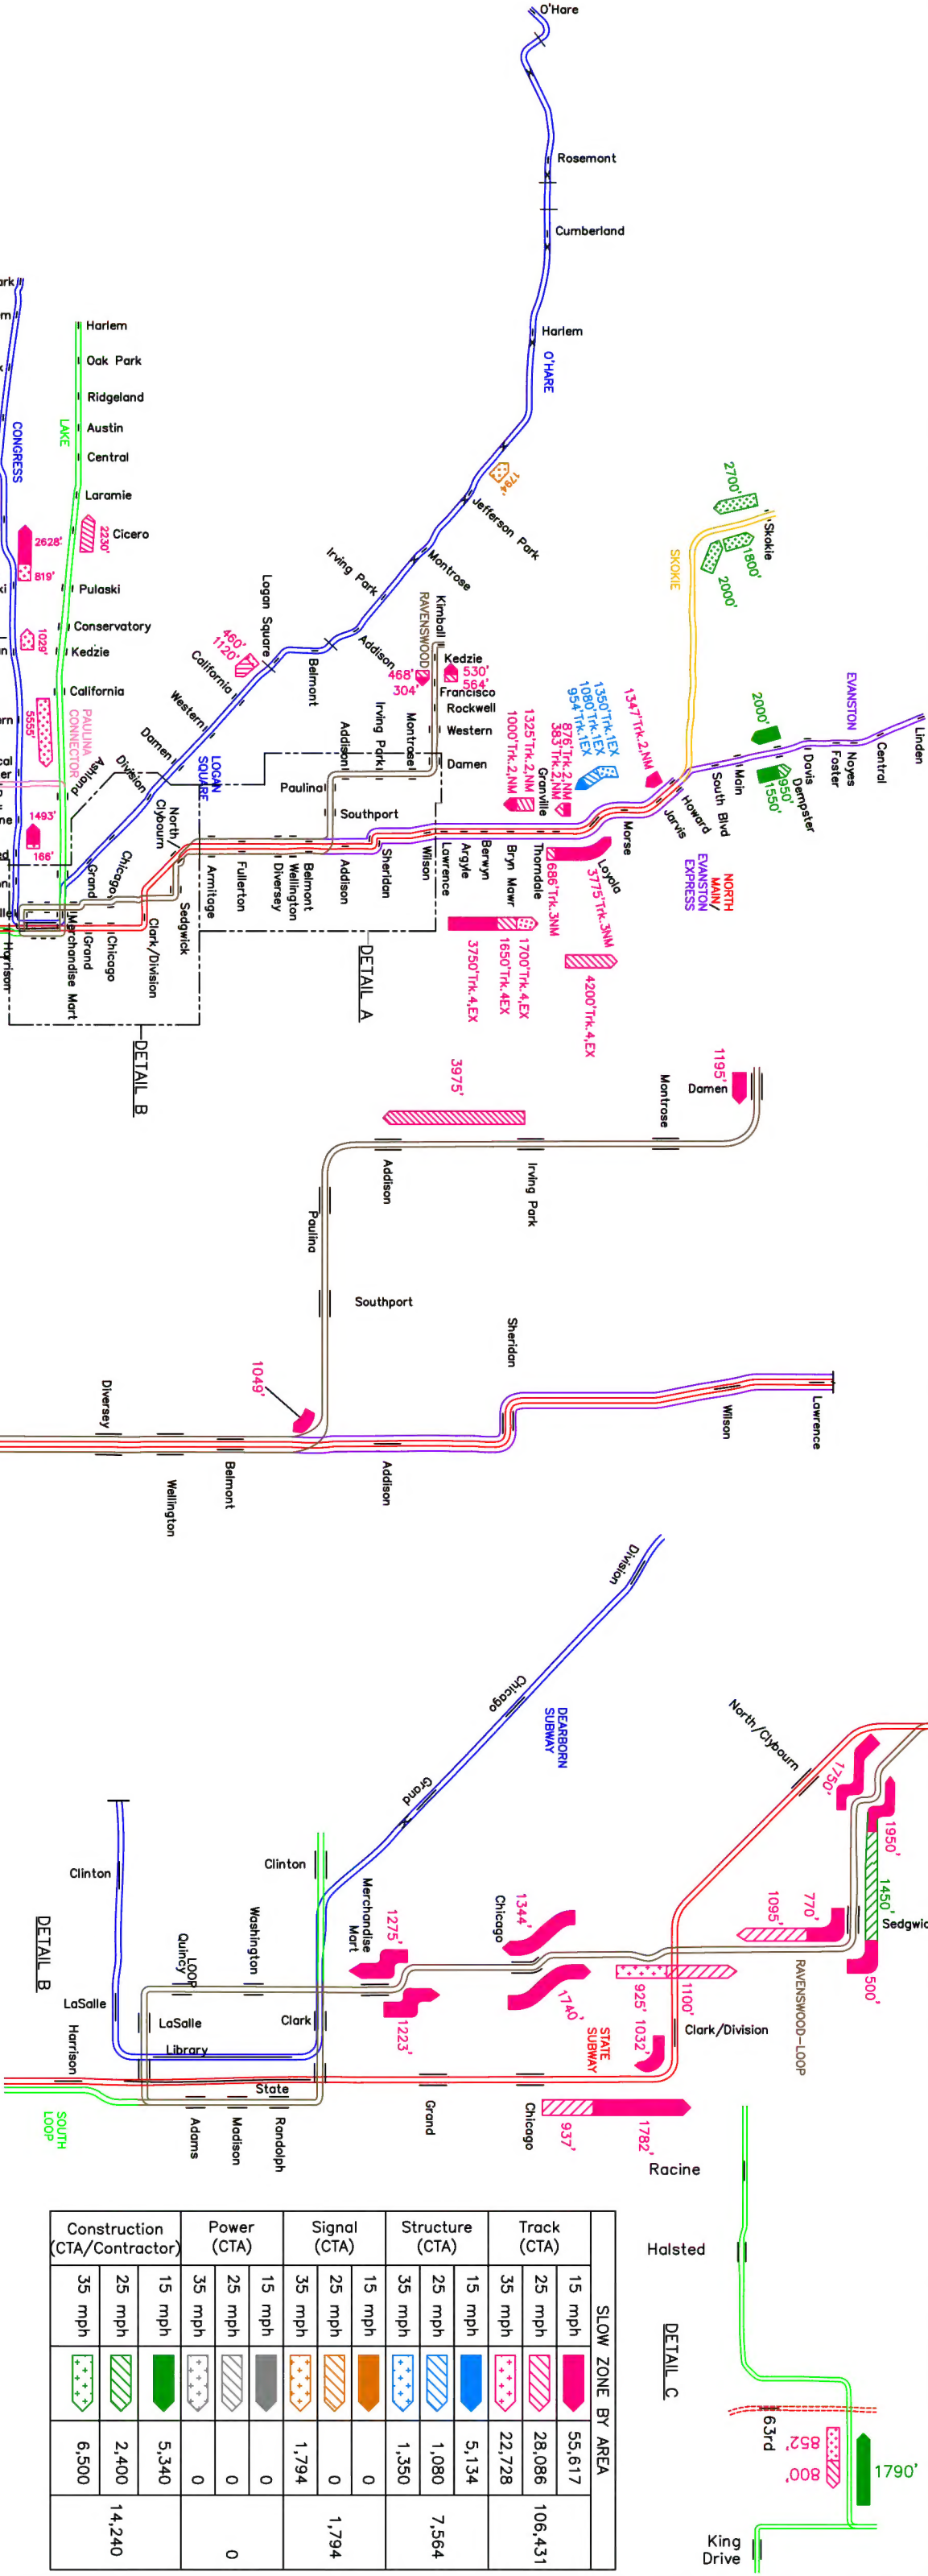 O'Hare
Rosemont
Cumberland
Harlem
O'HARE
1794'
Jefferson Park
Montrose
Irving Park
Addison
Belmont
Logan Square
460'
1120'
California
Western
Damen
LOGAN
SQUARE
Division
Chicago
Grand
Harlem
Oak Park
Ridgeland
Austin
Central
Laramie
LAKE
Cicero
2230'
Pulaski
Conservatory
Kedzie
California
PAULINA
CONNECTOR
Ashland
CONGRESS
2628'
819'
1029'
5555'
1493'
166'
Harrison
Kimball
RAVENSWOOD
Kedzie
468'
304'
530'
564'
Francisco
Rockwell
Western
Damen
Montrose
Irving Park
Addison
Paulina
Southport
2700'
Skokie
1800'
2000'
SKOKIE
Linden
Central
EVANSTON
Noyes
Foster
Davis
Dempster
2000'
950'
1550'
Main
South Blvd
Howard
Jarvis
NORTH
MAIN/
EVANSTON
EXPRESS
1347'Trk.2,NM
1350'Trk.1EX
1080'Trk.1EX
954'Trk.1EX
Morse
Loyola
876'Trk.2,NM
383'Trk.2,NM
Granville
1325'Trk.2,NM
1000'Trk.2,NM
Thorndale
686'Trk.3NM
3775'Trk.3NM
Bryn Mawr
Berwyn
Argyle
Lawrence
Wilson
1700'Trk.4,EX
1650'Trk.4EX
3750'Trk.4,EX
4200'Trk.4,EX
Sheridan
Addison
Belmont
Wellington
Diversey
Fullerton
Armitage
North
Clybourn
Sedgwick
Clark/Division
Chicago
Grand
Merchandise Mart
DETAIL A
DETAIL B
1195'
Damen
Montrose
3975'
Irving Park
Addison
Paulina
Southport
1049'
Sheridan
Lawrence
Wilson
Addison
Belmont
Wellington
Diversey
Division
Chicago
DEARBORN
SUBWAY
Grand
North/Clybourn
1750'
1950'
1450'
500'
770'
1095'
RAVENSWOOD-LOOP
1344'
Chicago
1740'
925'
1100'
STATE
SUBWAY
1032'
Clark/Division
Merchandise
Mart
1275'
1223'
Clinton
Clinton
Washington
LOOP
Quincy
LaSalle
LaSalle
Clark
Library
State
Harrison
Adams
Madison
Randolph
Grand
Chicago
937'
1782'
SOUTH
LOOP
DETAIL B
Racine
Halsted
DETAIL C
63rd
852'
800'
1790'
King
Drive
SLOW ZONE BY AREA
Track
(CTA)
15 mph 55,617
25 mph 28,086
35 mph 22,728
106,431
Structure
(CTA)
15 mph 5,134
25 mph 1,080
35 mph 1,350
7,564
Signal
(CTA)
15 mph 0
25 mph 0
35 mph 1,794
1,794
Power
(CTA)
15 mph 0
25 mph 0
35 mph 0
0
Construction
(CTA/Contractor)
15 mph 5,340
25 mph 2,400
35 mph 6,500
14,240